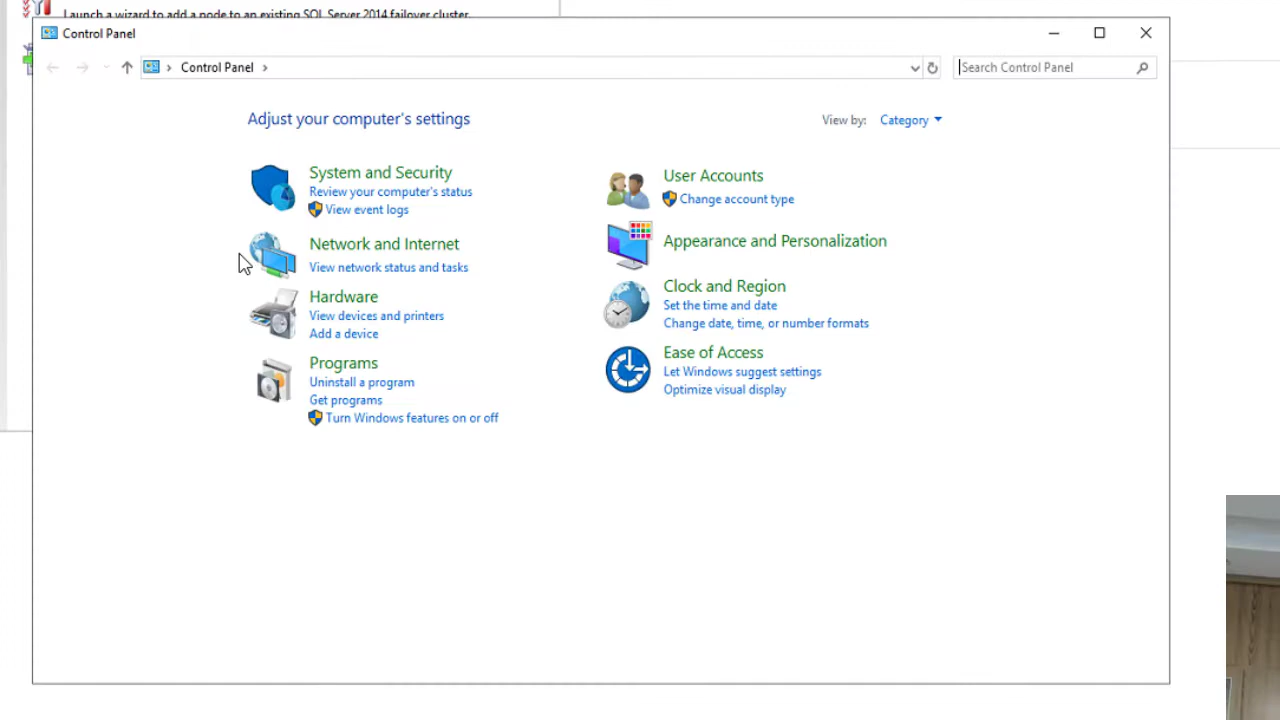 Launch a wizard to add a node to an existing SQL Server 2014 failover cluster.
Control Panel
Control Panel
Search Control Panel
Adjust your computer's settings
View by: Category
System and Security
Review your computer's status
View event logs
Network and Internet
View network status and tasks
Hardware
View devices and printers
Add a device
Programs
Uninstall a program
Get programs
Turn Windows features on or off
User Accounts
Change account type
Appearance and Personalization
Clock and Region
Set the time and date
Change date, time, or number formats
Ease of Access
Let Windows suggest settings
Optimize visual display